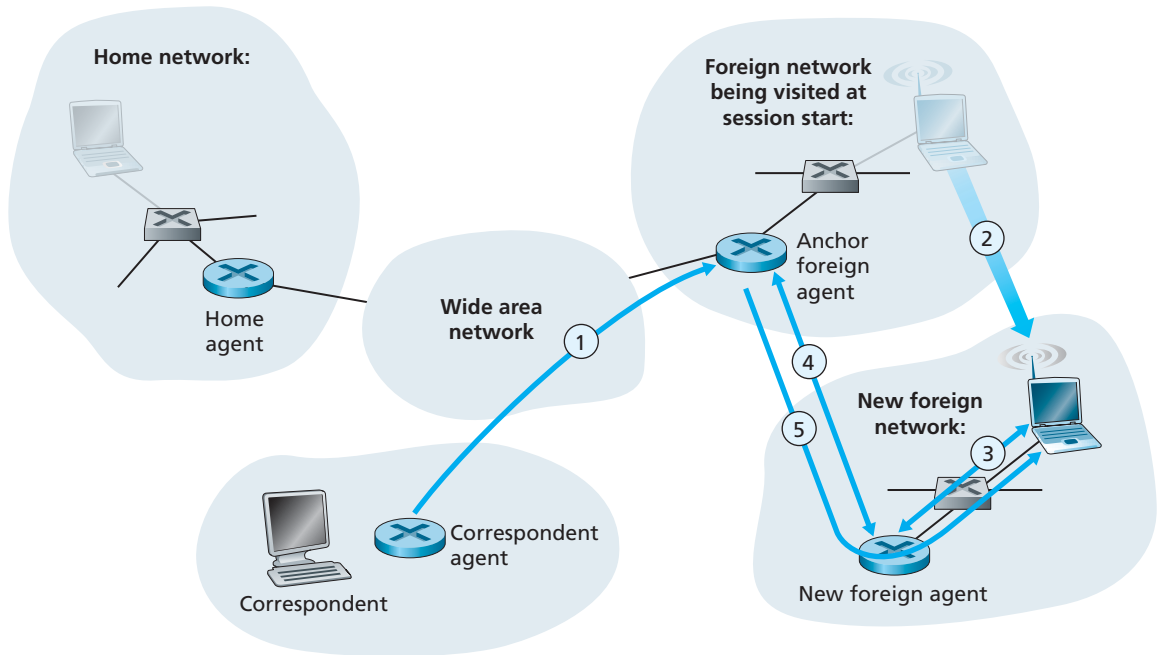 Home network:
Home
agent
Wide area
network
1
Foreign network
being visited at
session start:
Anchor
foreign
agent
2
4
5
New foreign
network:
3
New foreign agent
Correspondent
agent
Correspondent